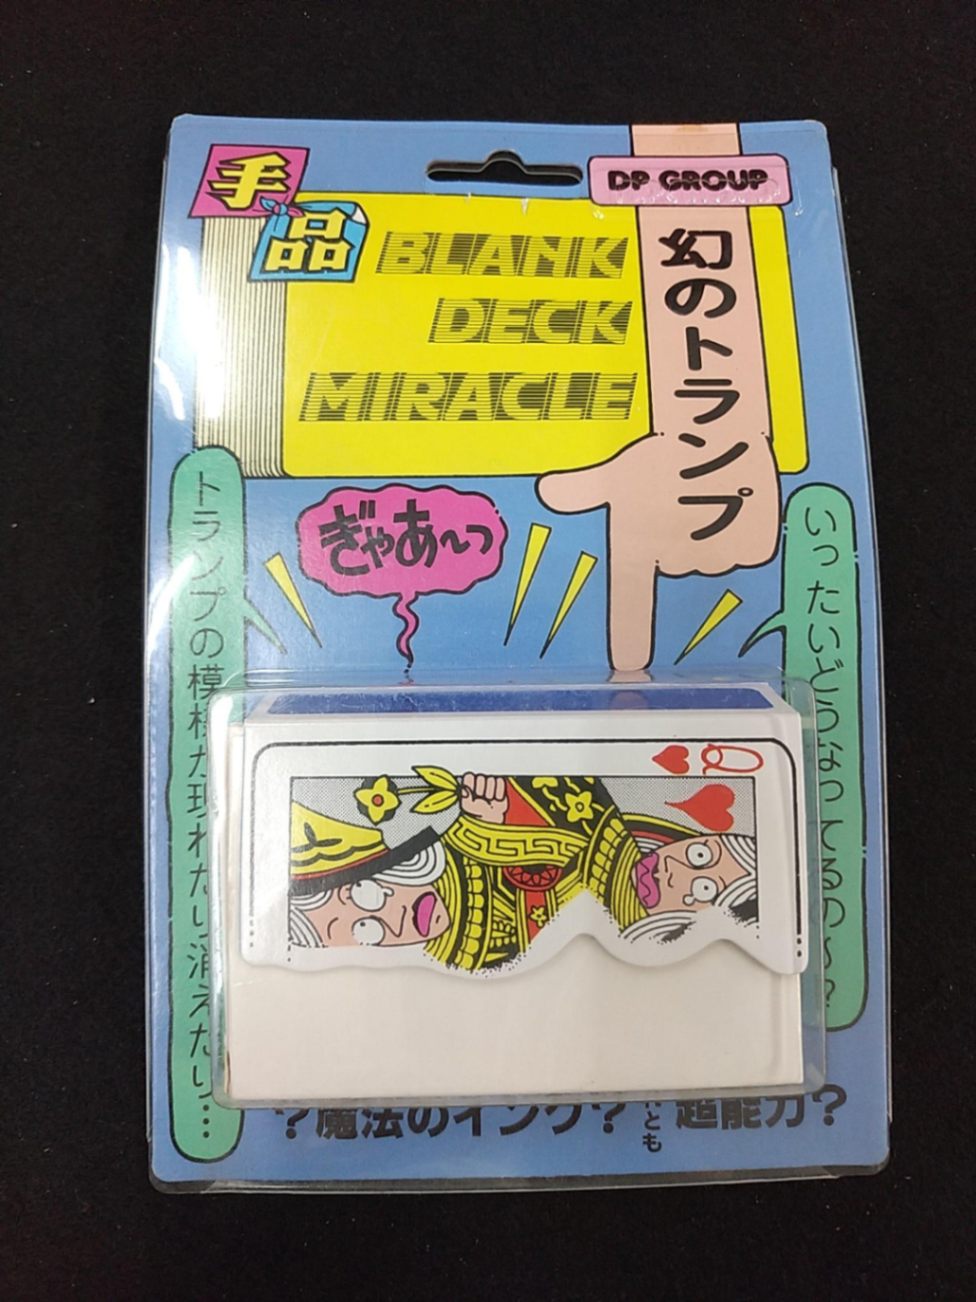 手品
DP GROUP
BLANK
DECK
MIRACLE
幻のトランプ
ぎゃあ～っ
トランプの模様が現れたり消えたり…
いったいどうなってるの～？
Q
？魔法のインク？
とも
超能力？